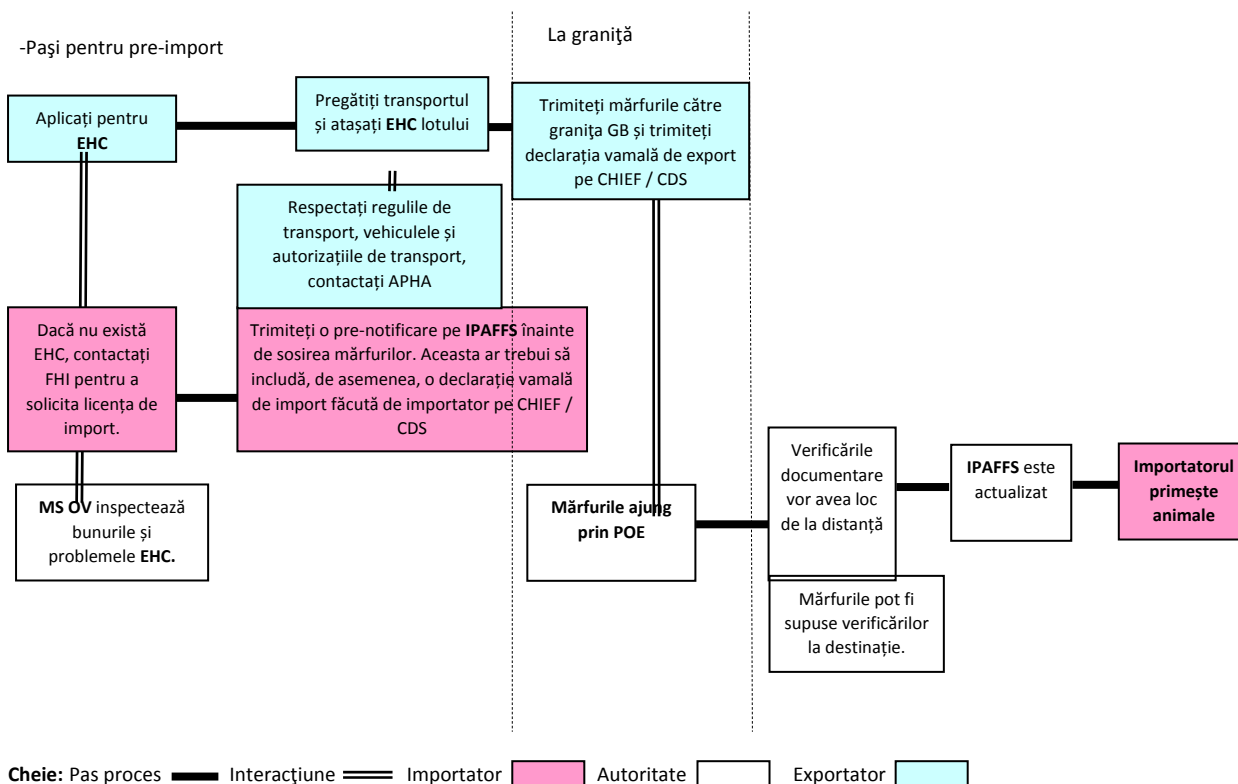 -Paşi pentru pre-import
La graniţă
Aplicați pentru
EHC
Pregătiți transportul
și atașați EHC lotului
Trimiteți mărfurile către
graniţa GB și trimiteți
declarația vamală de export
pe CHIEF / CDS
Respectați regulile de
transport, vehiculele și
autorizațiile de transport,
contactați APHA
Dacă nu există
EHC, contactați
FHI pentru a
solicita licența de
import.
Trimiteți o pre-notificare pe IPAFFS înainte
de sosirea mărfurilor. Aceasta ar trebui să
includă, de asemenea, o declarație vamală
de import făcută de importator pe CHIEF /
CDS
MS OV inspectează
bunurile și
problemele EHC.
Mărfurile ajung
prin POE
Verificările
documentare
vor avea loc
de la distanță
IPAFFS este
actualizat
Importatorul
primește
animale
Mărfurile pot fi
supuse verificărilor
la destinație.
Cheie: Pas proces Interacţiune Importator Autoritate Exportator